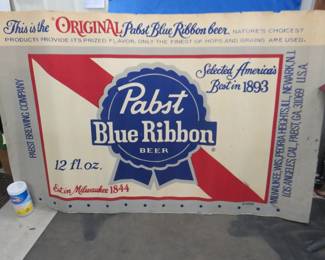 This is the ORIGINAL Pabst Blue Ribbon beer. NATURE'S CHOICEST
PRODUCTS PROVIDE ITS PRIZED FLAVOR. ONLY THE FINEST OF HOPS AND GRAINS ARE USED.
Selected America's
Best in 1893
Pabst
Blue Ribbon
BEER
12 fl. oz.
Est. in Milwaukee 1844
PABST BREWING COMPANY
MILWAUKEE, WIS., PEORIA HEIGHTS, ILL., NEWARK, N.J.
LOS ANGELES, CAL., PABST, GA. 31069 U.S.A.